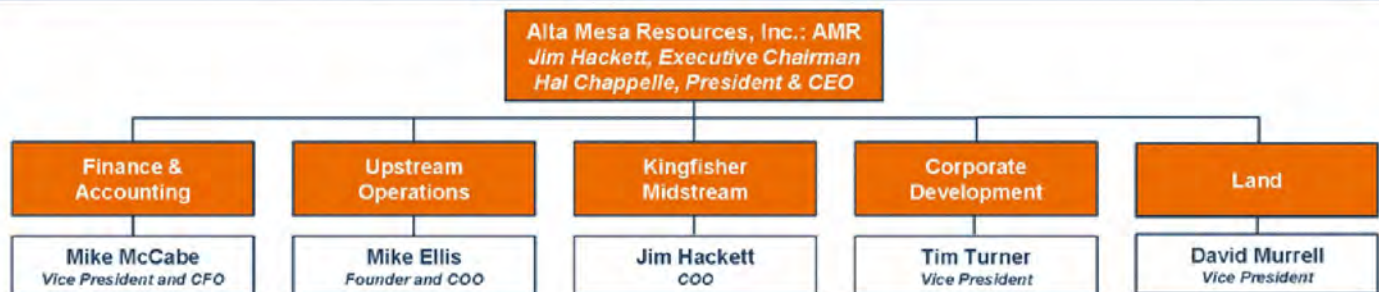 Alta Mesa Resources, Inc.: AMR
Jim Hackett, Executive Chairman
Hal Chappelle, President & CEO
Finance &
Accounting
Upstream
Operations
Kingfisher
Midstream
Corporate
Development
Land
Mike McCabe
Vice President and CFO
Mike Ellis
Founder and COO
Jim Hackett
COO
Tim Turner
Vice President
David Murrell
Vice President